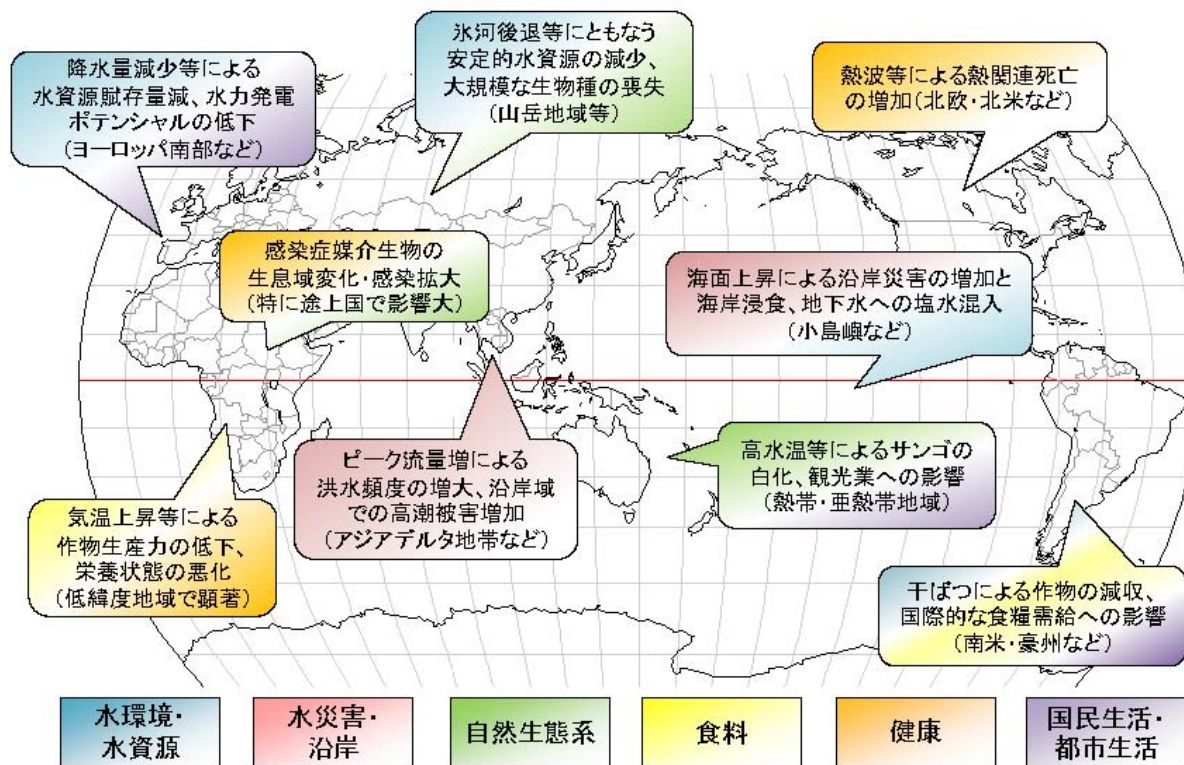 氷河後退等にともなう
安定的水資源の減少、
大規模な生物種の喪失
(山岳地域等)
降水量減少等による
水資源賦存量減、水力発電
ポテンシャルの低下
(ヨーロッパ南部など)
熱波等による熱関連死亡
の増加(北欧・北米など)
感染症媒介生物の
生息域変化・感染拡大
(特に途上国で影響大)
海面上昇による沿岸災害の増加と
海岸浸食、地下水への塩水混入
(小島嶼など)
ピーク流量増による
洪水頻度の増大、沿岸域
での高潮被害増加
(アジアデルタ地帯など)
高水温等によるサンゴの
白化、観光業への影響
(熱帯・亜熱帯地域)
気温上昇等による
作物生産力の低下、
栄養状態の悪化
(低緯度地域で顕著)
干ばつによる作物の減収、
国際的な食糧需給への影響
(南米・豪州など)
水環境・
水資源
水災害・
沿岸
自然生態系
食料
健康
国民生活・
都市生活